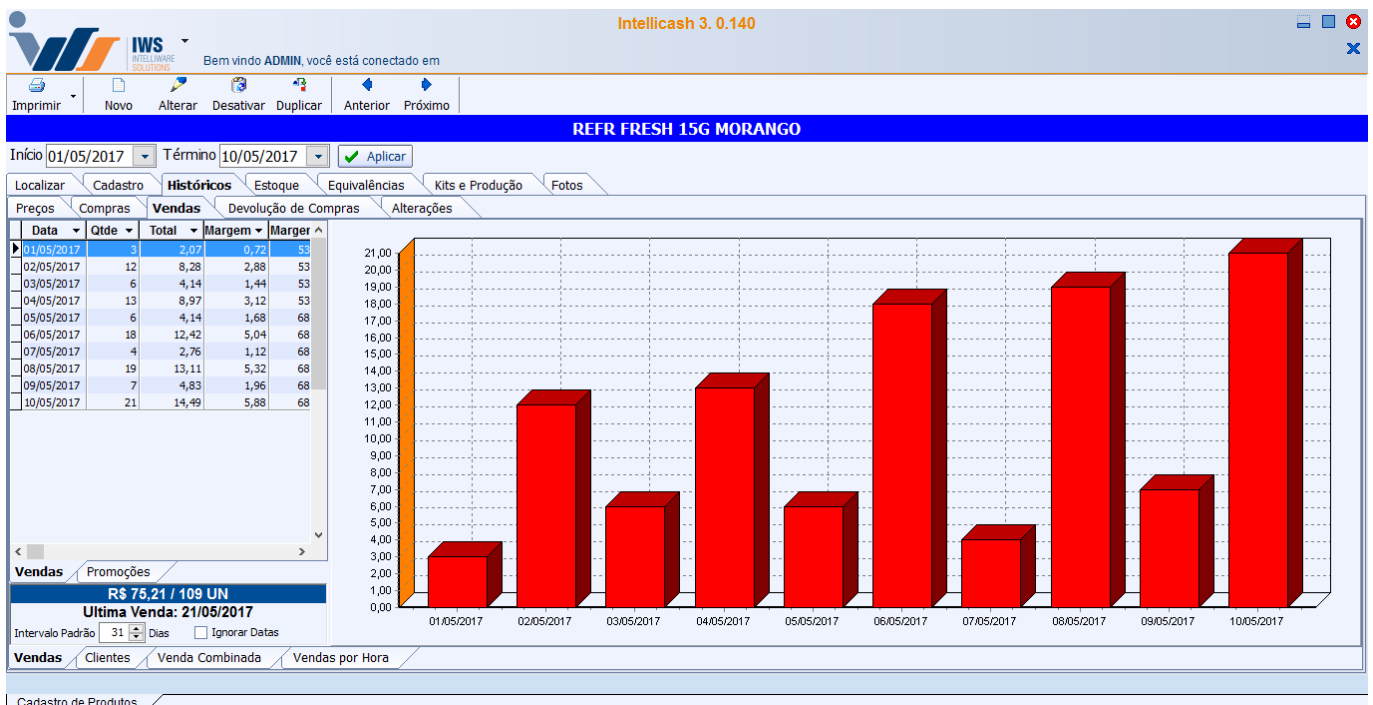 Intellicash 3. 0.140
IWS
INTELLIWARE
SOLUTIONS
Bem vindo ADMIN, você está conectado em
Imprimir Novo Alterar Desativar Duplicar Anterior Próximo
REFR FRESH 15G MORANGO
Início 01/05/2017 Término 10/05/2017 Aplicar
Localizar Cadastro Históricos Estoque Equivalências Kits e Produção Fotos
Preços Compras Vendas Devolução de Compras Alterações
Data Qtde Total Margem Marger
01/05/2017 3 2,07 0,72 53
02/05/2017 12 8,28 2,88 53
03/05/2017 6 4,14 1,44 53
04/05/2017 13 8,97 3,12 53
05/05/2017 6 4,14 1,68 68
06/05/2017 18 12,42 5,04 68
07/05/2017 4 2,76 1,12 68
08/05/2017 19 13,11 5,32 68
09/05/2017 7 4,83 1,96 68
10/05/2017 21 14,49 5,88 68
21,00
20,00
19,00
18,00
17,00
16,00
15,00
14,00
13,00
12,00
11,00
10,00
9,00
8,00
7,00
6,00
5,00
4,00
3,00
2,00
1,00
0,00
01/05/2017 02/05/2017 03/05/2017 04/05/2017 05/05/2017 06/05/2017 07/05/2017 08/05/2017 09/05/2017 10/05/2017
Vendas Promoções
R$ 75,21 / 109 UN
Ultima Venda: 21/05/2017
Intervalo Padrão 31 Dias Ignorar Datas
Vendas Clientes Venda Combinada Vendas por Hora
Cadastro de Produtos